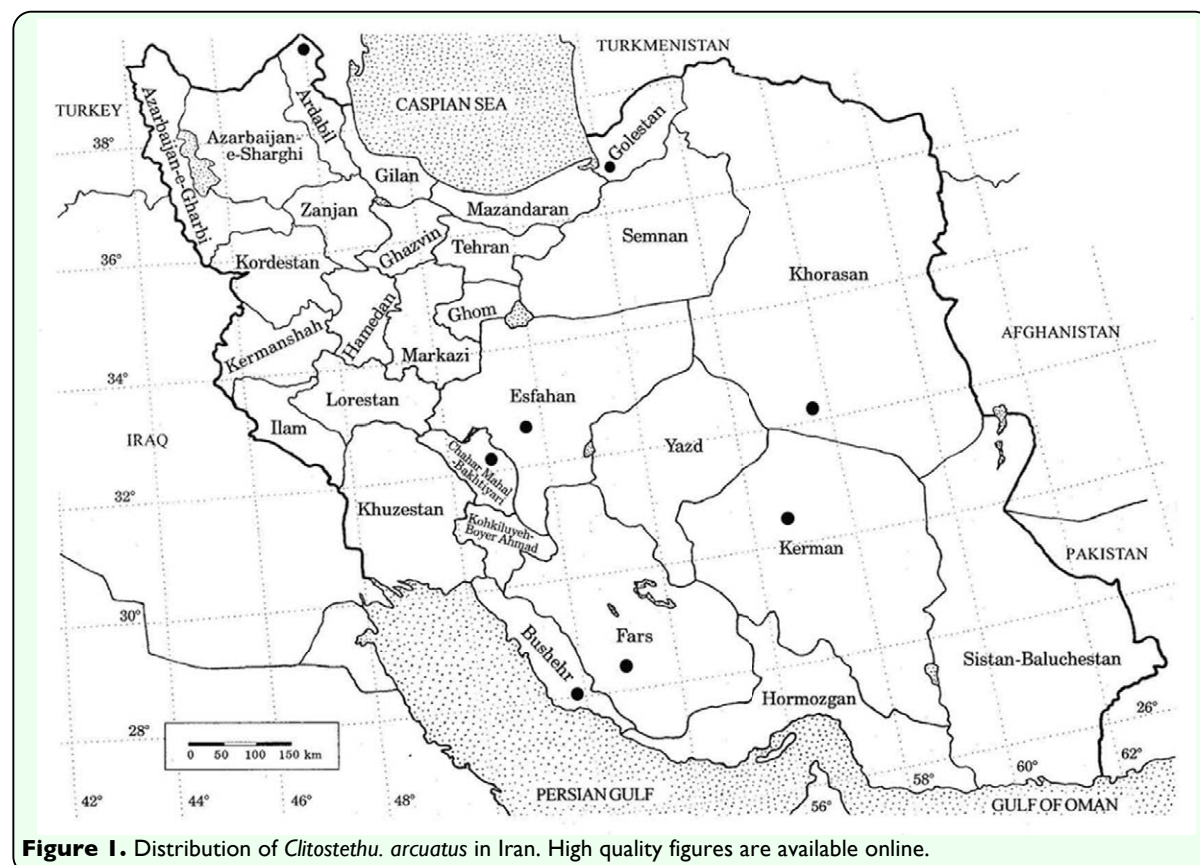 TURKMENISTAN
TURKEY
CASPIAN SEA
Azarbaijan-e-Gharbi
Azarbaijan-
e-Sharghi
Ardabil
Golestan
38°
Gilan
Zanjan
Mazandaran
Ghazvin
Tehran
Semnan
36°
Kordestan
Khorasan
Hamedan
Ghom
AFGHANISTAN
Kermanshah
Markazi
34°
Lorestan
Esfahan
IRAQ
Ilam
Yazd
Chahar Mahal
-Bakhtiyari
32°
Khuzestan
Kohkiluyeh-
Boyer Ahmad
Kerman
PAKISTAN
30°
Bushehr
Fars
Sistan-Baluchestan
Hormozgan
26°
28°
0 50 100 150 km
62°
60°
58°
42°
44°
46°
48°
PERSIAN GULF
56°
GULF OF OMAN
Figure 1. Distribution of Clitostethu. arcuatus in Iran. High quality figures are available online.